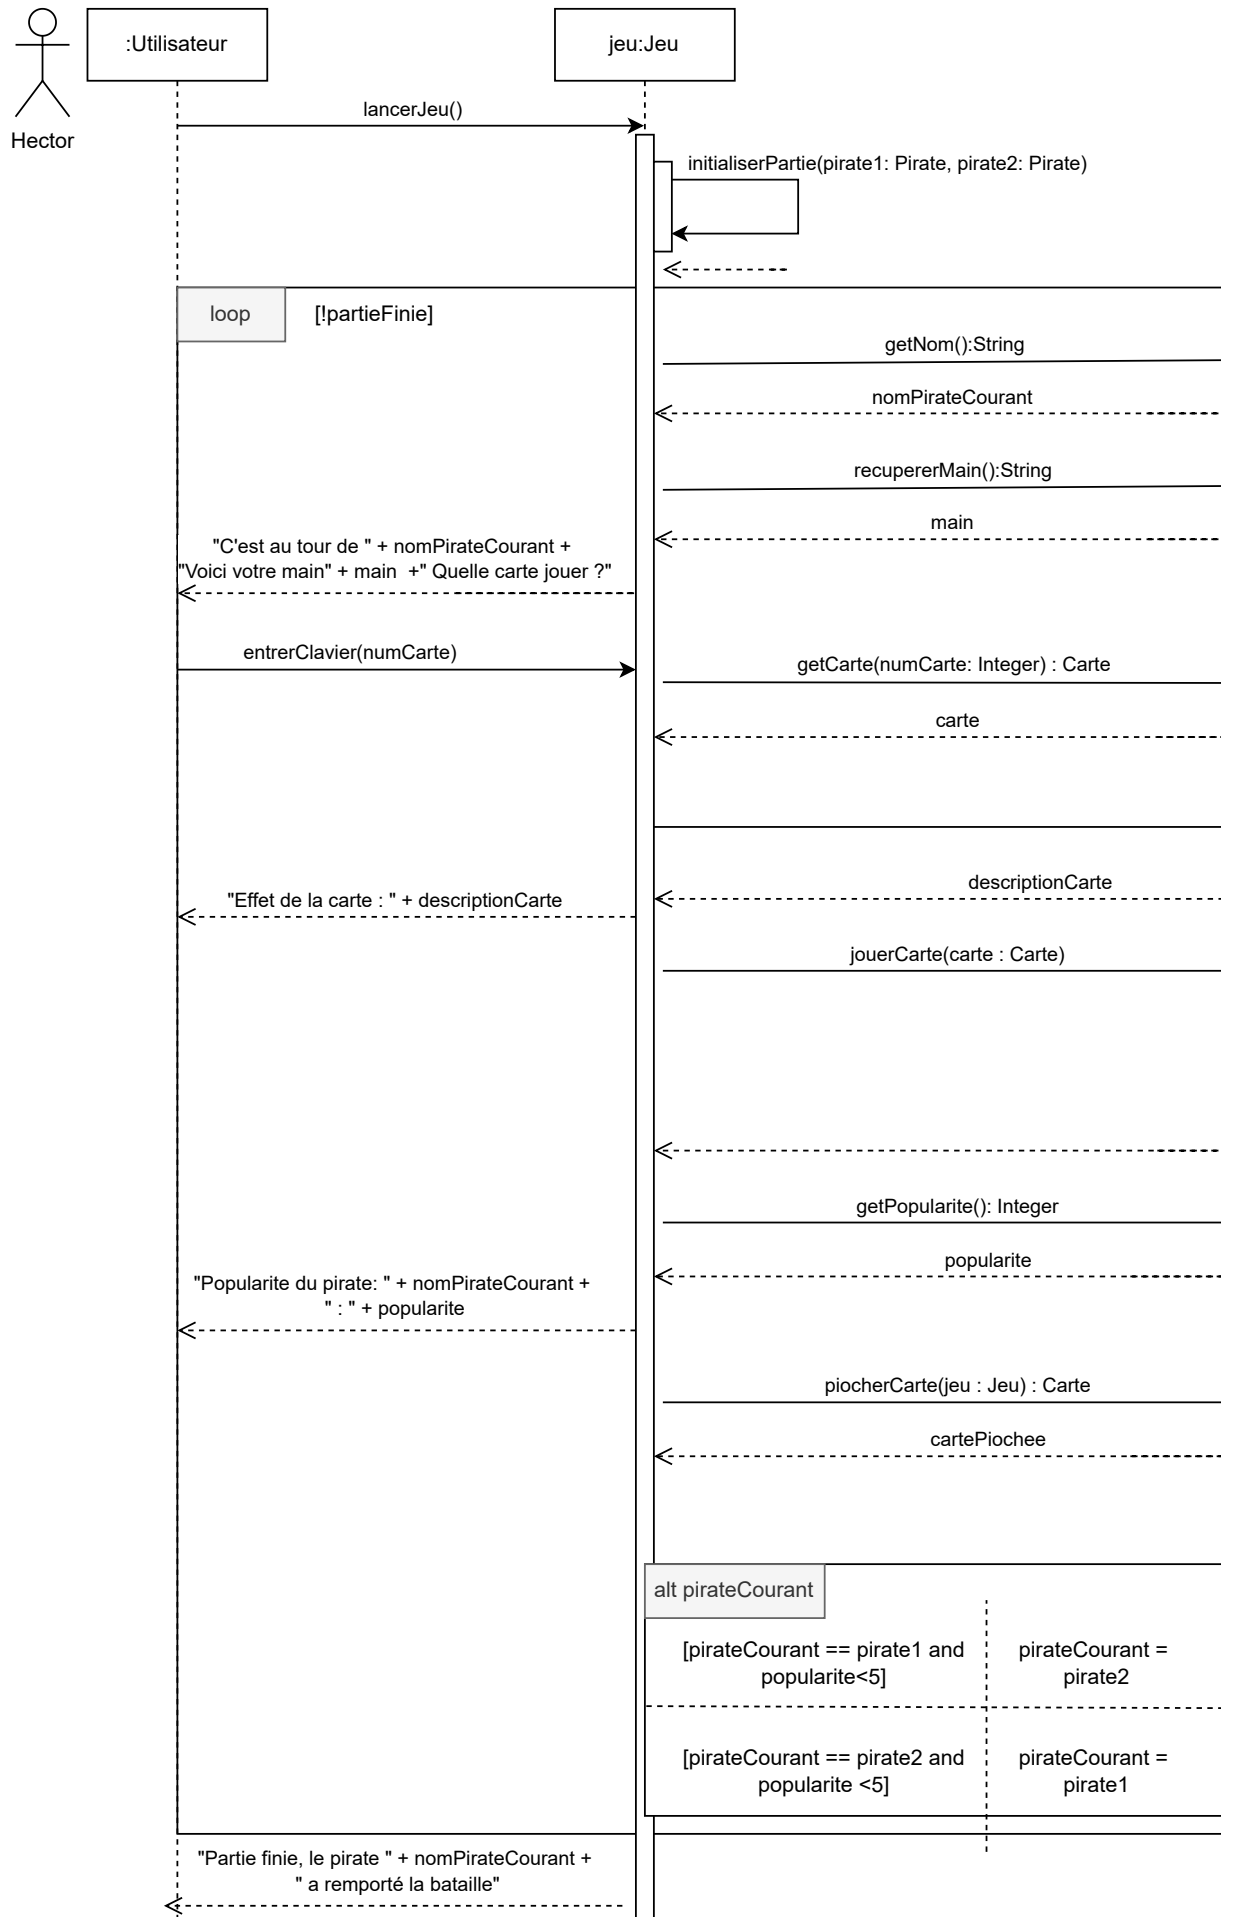 :Utilisateur
jeu:Jeu
Hector
lancerJeu()
initialiserPartie(pirate1: Pirate, pirate2: Pirate)
loop
[!partieFinie]
getNom():String
nomPirateCourant
recupererMain():String
main
"C'est au tour de " + nomPirateCourant +
"Voici votre main" + main  +" Quelle carte jouer ?"
entrerClavier(numCarte)
getCarte(numCarte: Integer) : Carte
carte
descriptionCarte
"Effet de la carte : " + descriptionCarte
jouerCarte(carte : Carte)
getPopularite(): Integer
popularite
"Popularite du pirate: " + nomPirateCourant +
" : " + popularite
piocherCarte(jeu : Jeu) : Carte
cartePiochee
alt pirateCourant
[pirateCourant == pirate1 and
popularite<5]
pirateCourant =
pirate2
[pirateCourant == pirate2 and
popularite <5]
pirateCourant =
pirate1
"Partie finie, le pirate " + nomPirateCourant +
" a remporté la bataille"